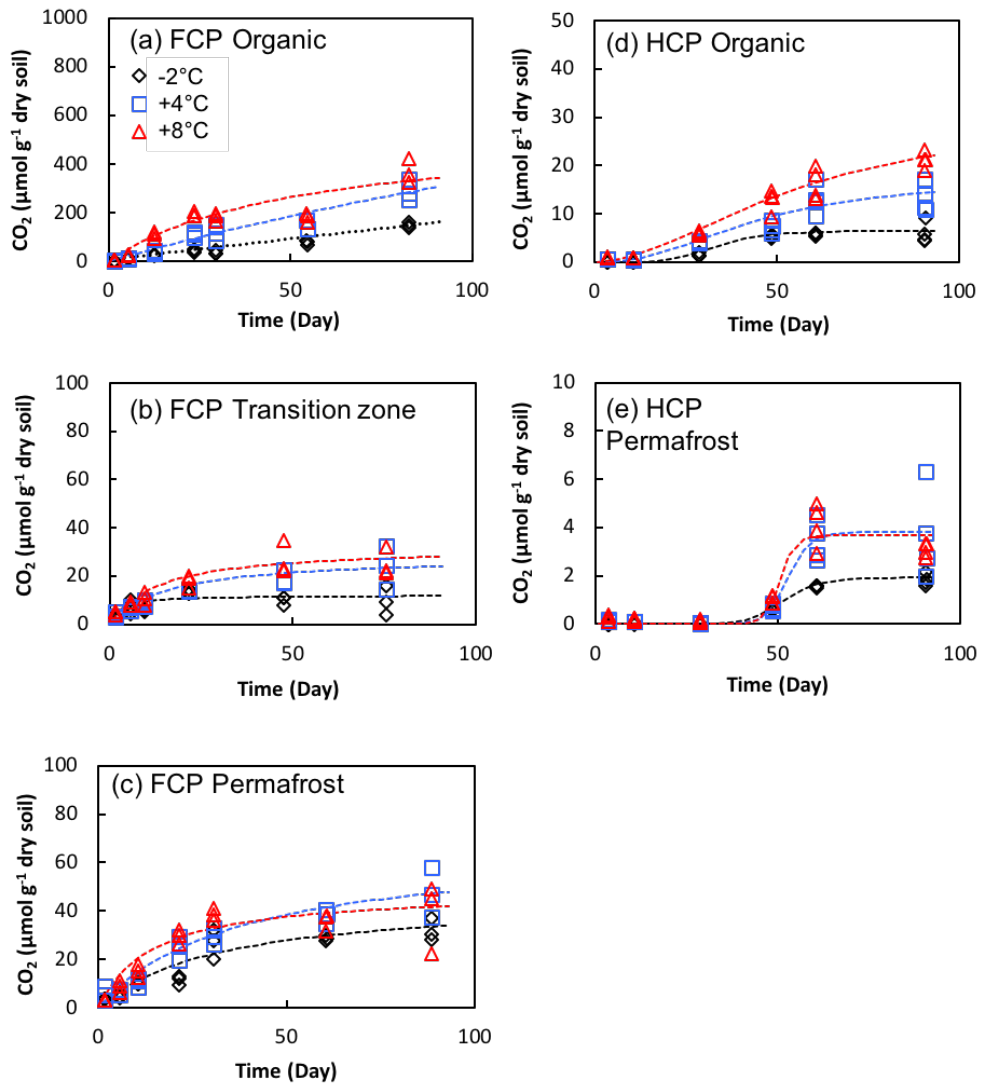 (a) FCP Organic
-2°C
+4°C
+8°C
CO₂ (µmol g⁻¹ dry soil)
1000
800
600
400
200
0
0
50
100
Time (Day)
(d) HCP Organic
CO₂ (µmol g⁻¹ dry soil)
50
40
30
20
10
0
0
50
100
Time (Day)
(b) FCP Transition zone
CO₂ (µmol g⁻¹ dry soil)
100
80
60
40
20
0
0
50
100
Time (Day)
(e) HCP
Permafrost
CO₂ (µmol g⁻¹ dry soil)
10
8
6
4
2
0
0
50
100
Time (Day)
(c) FCP Permafrost
CO₂ (µmol g⁻¹ dry soil)
100
80
60
40
20
0
0
50
100
Time (Day)